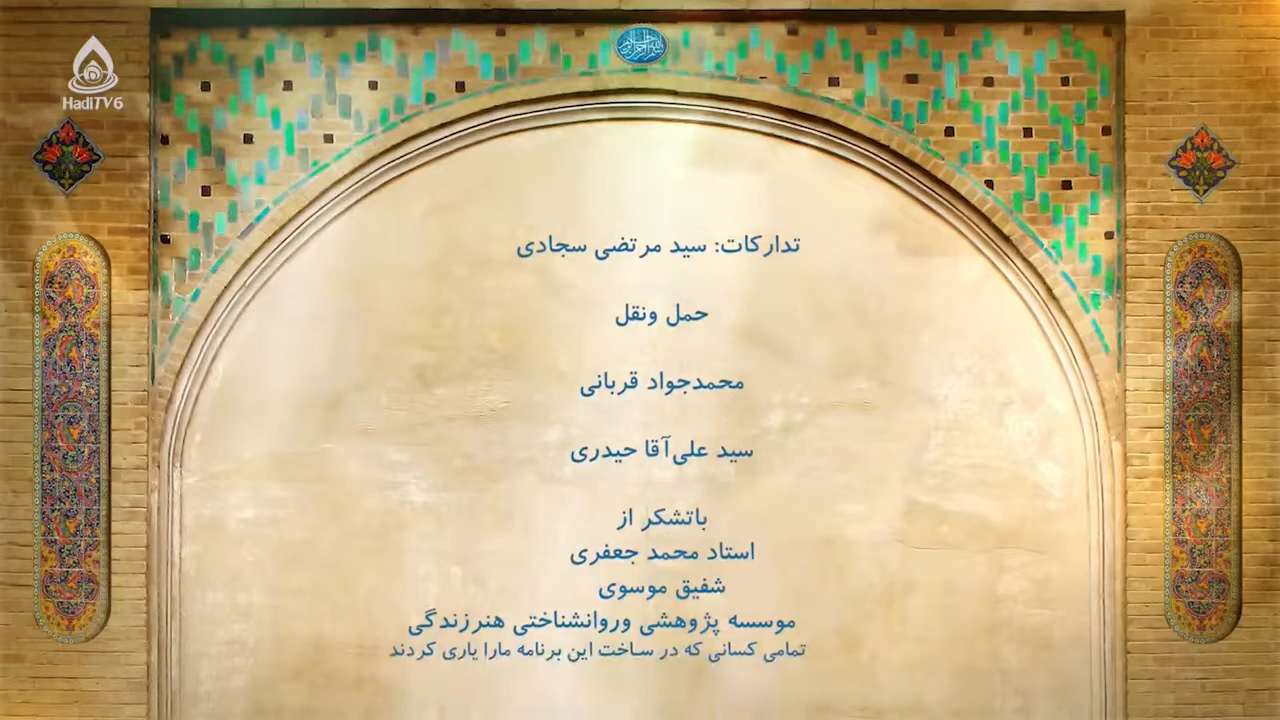 HadiTV6
تدارکات: سید مرتضی سجادی
حمل ونقل
محمدجواد قربانی
سید علی‌آقا حیدری
باتشکر از
استاد محمد جعفری
شفیق موسوی
موسسه پژوهشی وروانشناختی هنرزندگی
تمامی کسانی که در ساخت این برنامه مارا یاری کردند